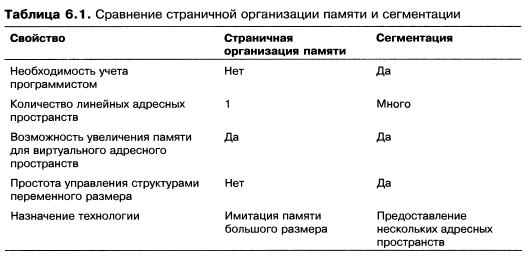 Таблица 6.1. Сравнение страничной организации памяти и сегментации
Свойство Страничная Сегментация
организация памяти
Необходимость учета Нет Да
программистом
Количество линейных адресных 1 Много
пространств
Возможность увеличения памяти Да Да
для виртуального адресного
пространств
Простота управления структурами Нет Да
переменного размера
Назначение технологии Имитация памяти Предоставление
большого размера нескольких адресных
пространств